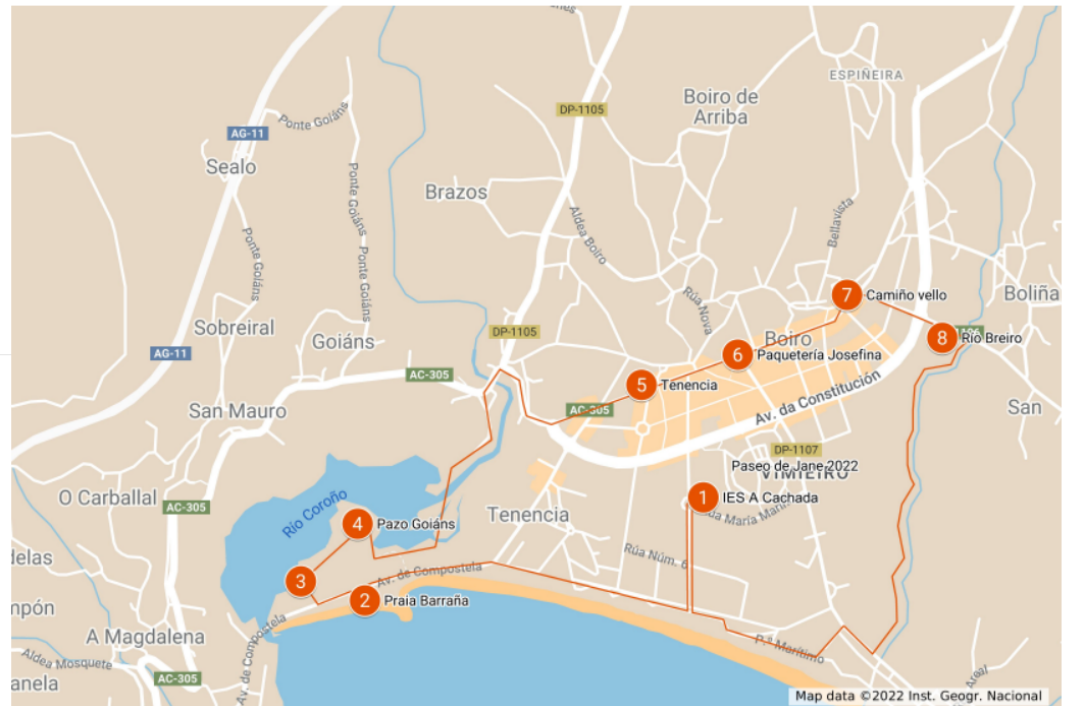 ESPIÑEIRA
Boiro de
Arriba
DP-1105
AG-11
Ponte Goiáns
Sealo
Brazos
Ponte Goiáns
Ponte Goiáns
Ponte Goiáns
Aldea Boiro
Bellavista
Rúa Nova
7 Camiño vello
Boliña
Sobreiral
Goiáns
DP-1105
Boiro
8 Río Breiro
AG-11
6 Paquetería Josefina
AC-305
5 Tenencia
AC-305
San Mauro
Av. da Constitución
San
DP-1107
Paseo de Jane 2022
VIMIEIRO
O Carballal
AC-305
Río Coroño
4 Pazo Goiáns
Tenencia
1 IES A Cachada
Rúa Núm. 6
3
Av. de Compostela
2 Praia Barraña
A Magdalena
Aldea Mosquete
Av. de Compostela
P.º Marítimo
AC-305
Map data ©2022 Inst. Geogr. Nacional